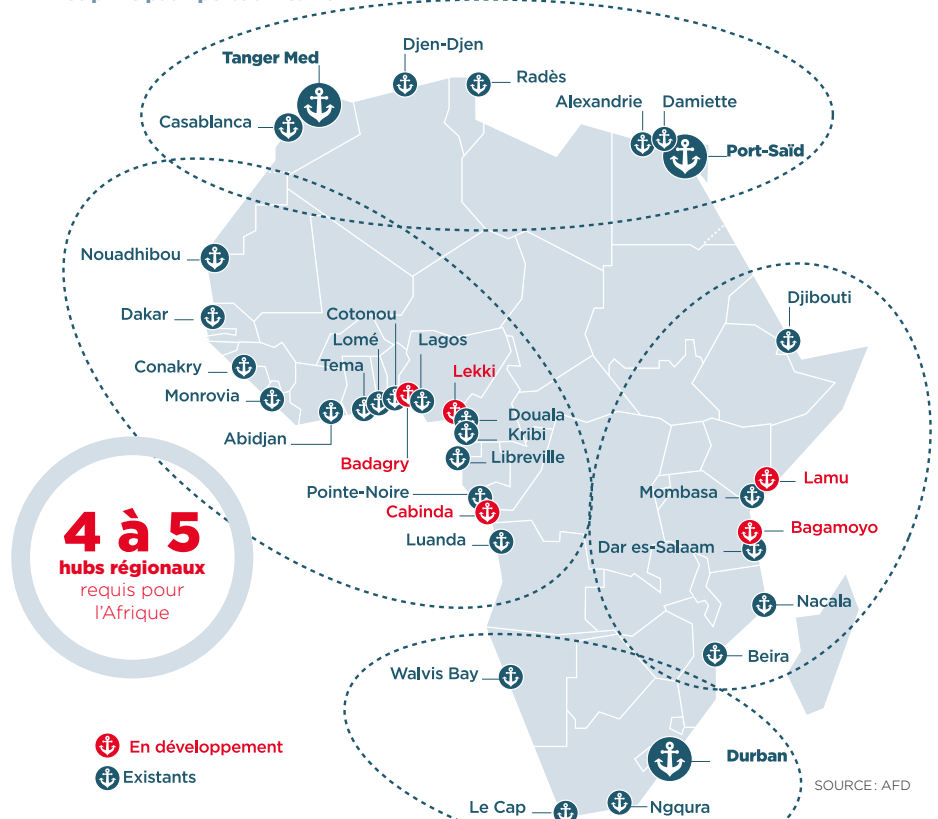 Tanger Med
Djen-Djen
Radès
Alexandrie
Damiette
Casablanca
Port-Saïd
Nouadhibou
Djibouti
Dakar
Cotonou
Lomé
Lagos
Conakry
Tema
Lekki
Monrovia
Douala
Abidjan
Kribi
Badagry
Libreville
Lamu
Pointe-Noire
Mombasa
Cabinda
Bagamoyo
Luanda
Dar es-Salaam
4 à 5
hubs régionaux
requis pour
l'Afrique
Nacala
Beira
Walvis Bay
En développement
Existants
Durban
SOURCE: AFD
Le Cap
Ngqura